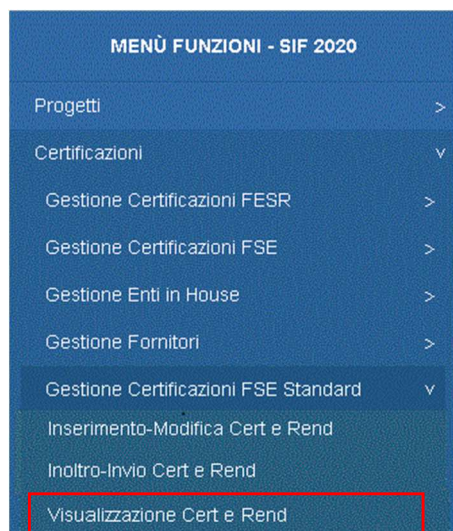 MENÙ FUNZIONI - SIF 2020
Progetti >
Certificazioni v
Gestione Certificazioni FESR >
Gestione Certificazioni FSE >
Gestione Enti in House >
Gestione Fornitori >
Gestione Certificazioni FSE Standard v
Inserimento-Modifica Cert e Rend
Inoltro-Invio Cert e Rend
Visualizzazione Cert e Rend